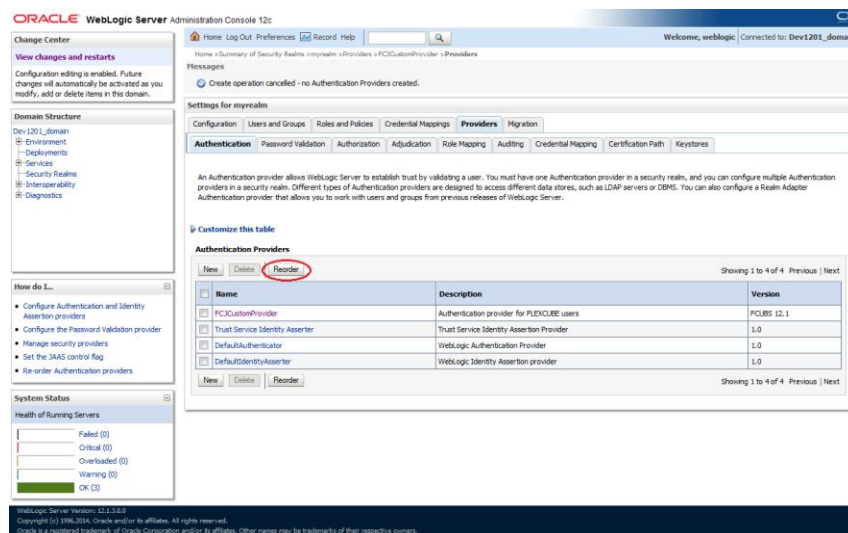 ORACLE WebLogic Server Administration Console 12c
Change Center
View changes and restarts
Configuration editing is enabled. Future
changes will automatically be activated as you
modify, add or delete items in this domain.
Domain Structure
Dev1201_domain
Environment
Deployments
Services
Security Realms
Interoperability
Diagnostics
How do I...
Configure Authentication and Identity
Assertion providers
Configure the Password Validation provider
Manage security providers
Set the JAAS control flag
Re-order Authentication providers
System Status
Health of Running Servers
Failed (0)
Critical (0)
Overloaded (0)
Warning (0)
OK (3)
Home Log Out Preferences Record Help
Welcome, weblogic Connected to: Dev1201_doma
Home >Summary of Security Realms >myrealm >Providers >FCJCustomProvider >Providers
Messages
Create operation cancelled - no Authentication Providers created.
Settings for myrealm
Configuration Users and Groups Roles and Policies Credential Mappings Providers Migration
Authentication Password Validation Authorization Adjudication Role Mapping Auditing Credential Mapping Certification Path Keystores
An Authentication provider allows WebLogic Server to establish trust by validating a user. You must have one Authentication provider in a security realm, and you can configure multiple Authentication
providers in a security realm. Different types of Authentication providers are designed to access different data stores, such as LDAP servers or DBMS. You can also configure a Realm Adapter
Authentication provider that allows you to work with users and groups from previous releases of WebLogic Server.
Customize this table
Authentication Providers
New Delete Reorder Showing 1 to 4 of 4 Previous | Next
Name Description Version
FCJCustomProvider Authentication provider for FLEXCUBE users FCUBS 12.1
Trust Service Identity Asserter Trust Service Identity Assertion Provider 1.0
DefaultAuthenticator WebLogic Authentication Provider 1.0
DefaultIdentityAsserter WebLogic Identity Assertion provider 1.0
New Delete Reorder Showing 1 to 4 of 4 Previous | Next
WebLogic Server Version: 12.1.3.0.0
Copyright (c) 1996,2014, Oracle and/or its affiliates. All rights reserved.
Oracle is a registered trademark of Oracle Corporation and/or its affiliates. Other names may be trademarks of their respective owners.